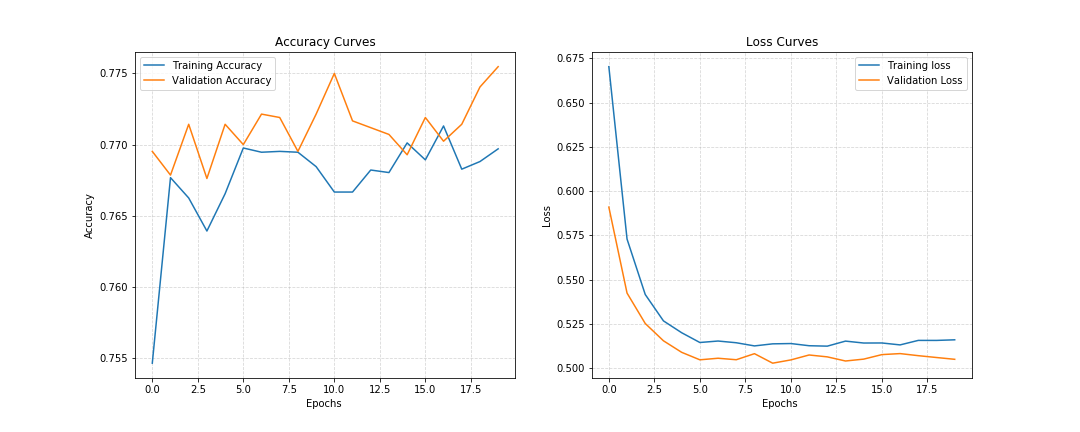 Accuracy Curves
Training Accuracy
Validation Accuracy
0.775
0.770
0.765
0.760
0.755
Accuracy
0.0 2.5 5.0 7.5 10.0 12.5 15.0 17.5
Epochs
Loss Curves
Training loss
Validation Loss
0.675
0.650
0.625
0.600
0.575
0.550
0.525
0.500
Loss
0.0 2.5 5.0 7.5 10.0 12.5 15.0 17.5
Epochs